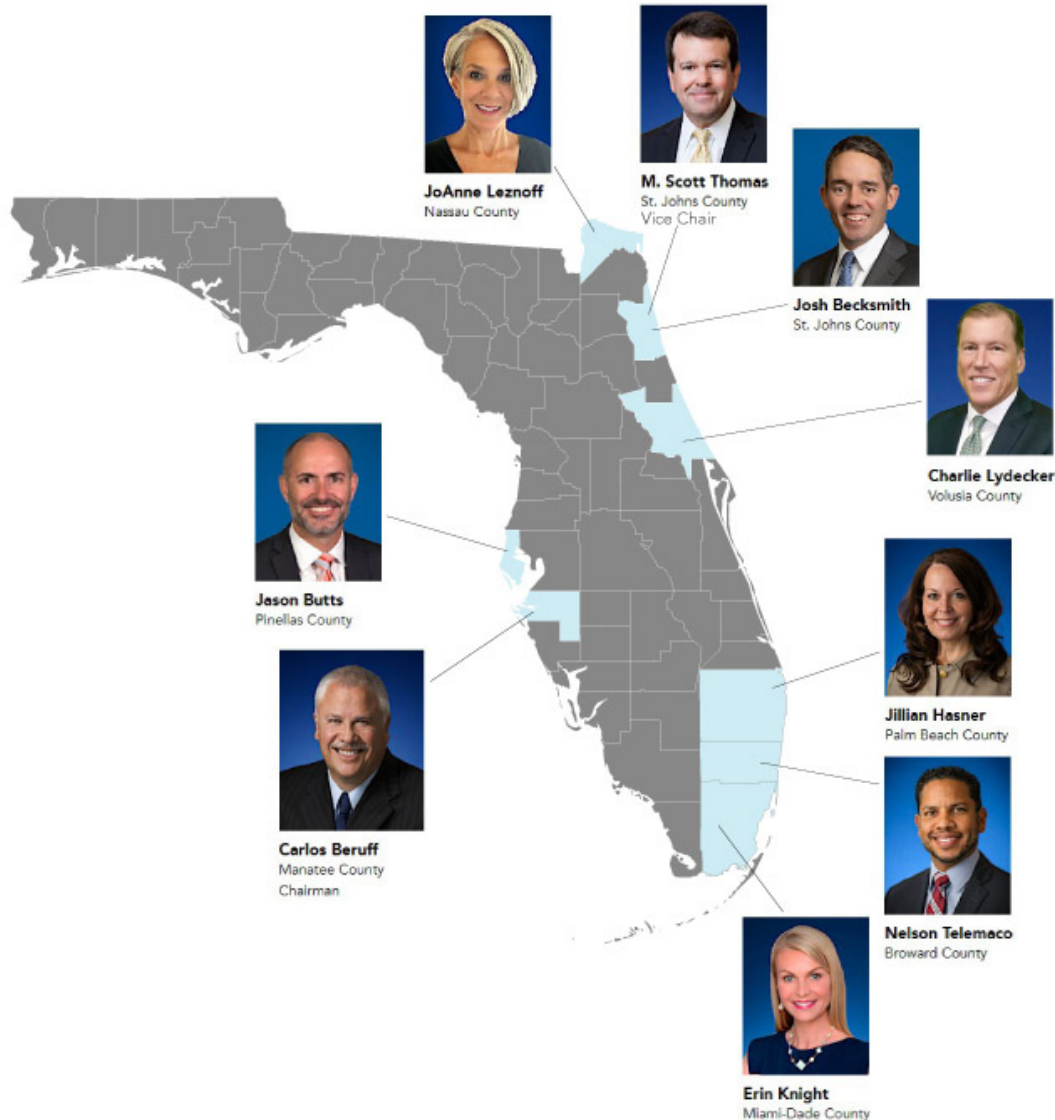 JoAnne Leznoff
Nassau County
M. Scott Thomas
St. Johns County
Vice Chair
Josh Becksmith
St. Johns County
Charlie Lydecker
Volusia County
Jason Butts
Pinellas County
Carlos Beruff
Manatee County
Chairman
Jillian Hasner
Palm Beach County
Nelson Telemaco
Broward County
Erin Knight
Miami-Dade County